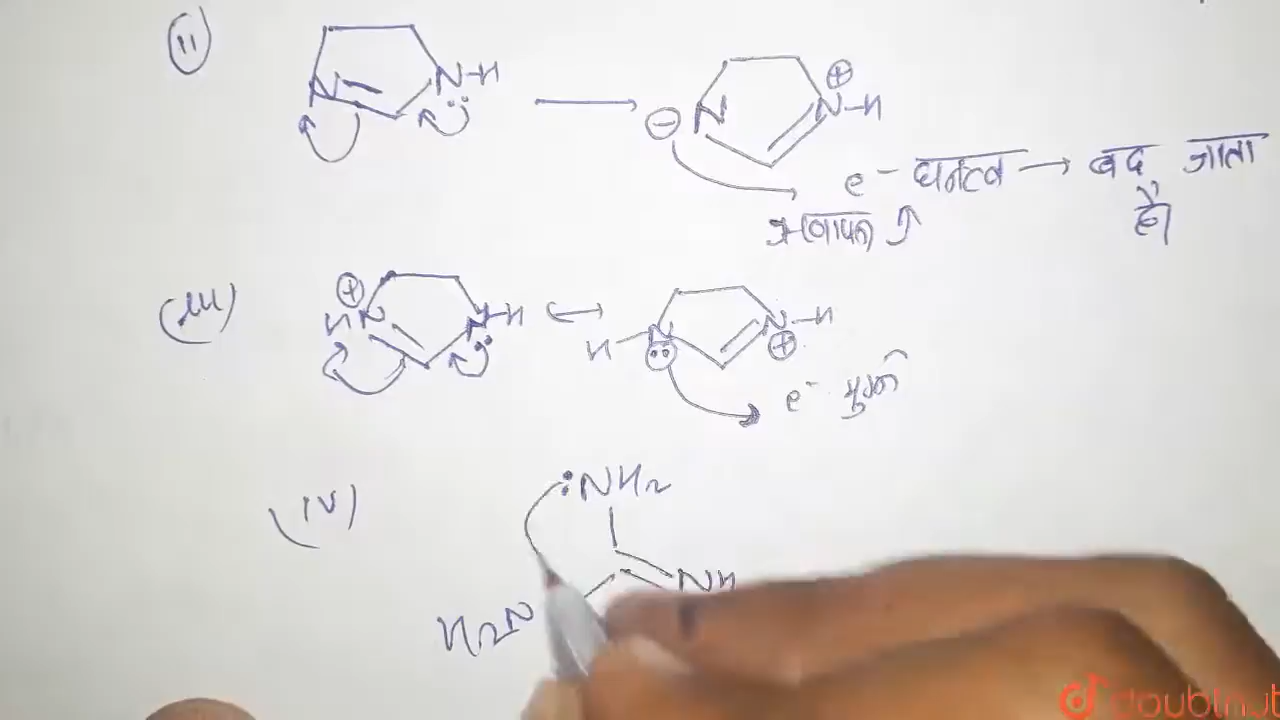 (ii)
N
N-H
⊖ N
⊕ N-H
e⁻ घनत्व → बढ़ जाता
है।
↑
(iii)
⊕
H N
N-H
H N
N-H
⊕
e⁻ युक्त
(iv)
:NH₂
NH
H₂N
doubtnut